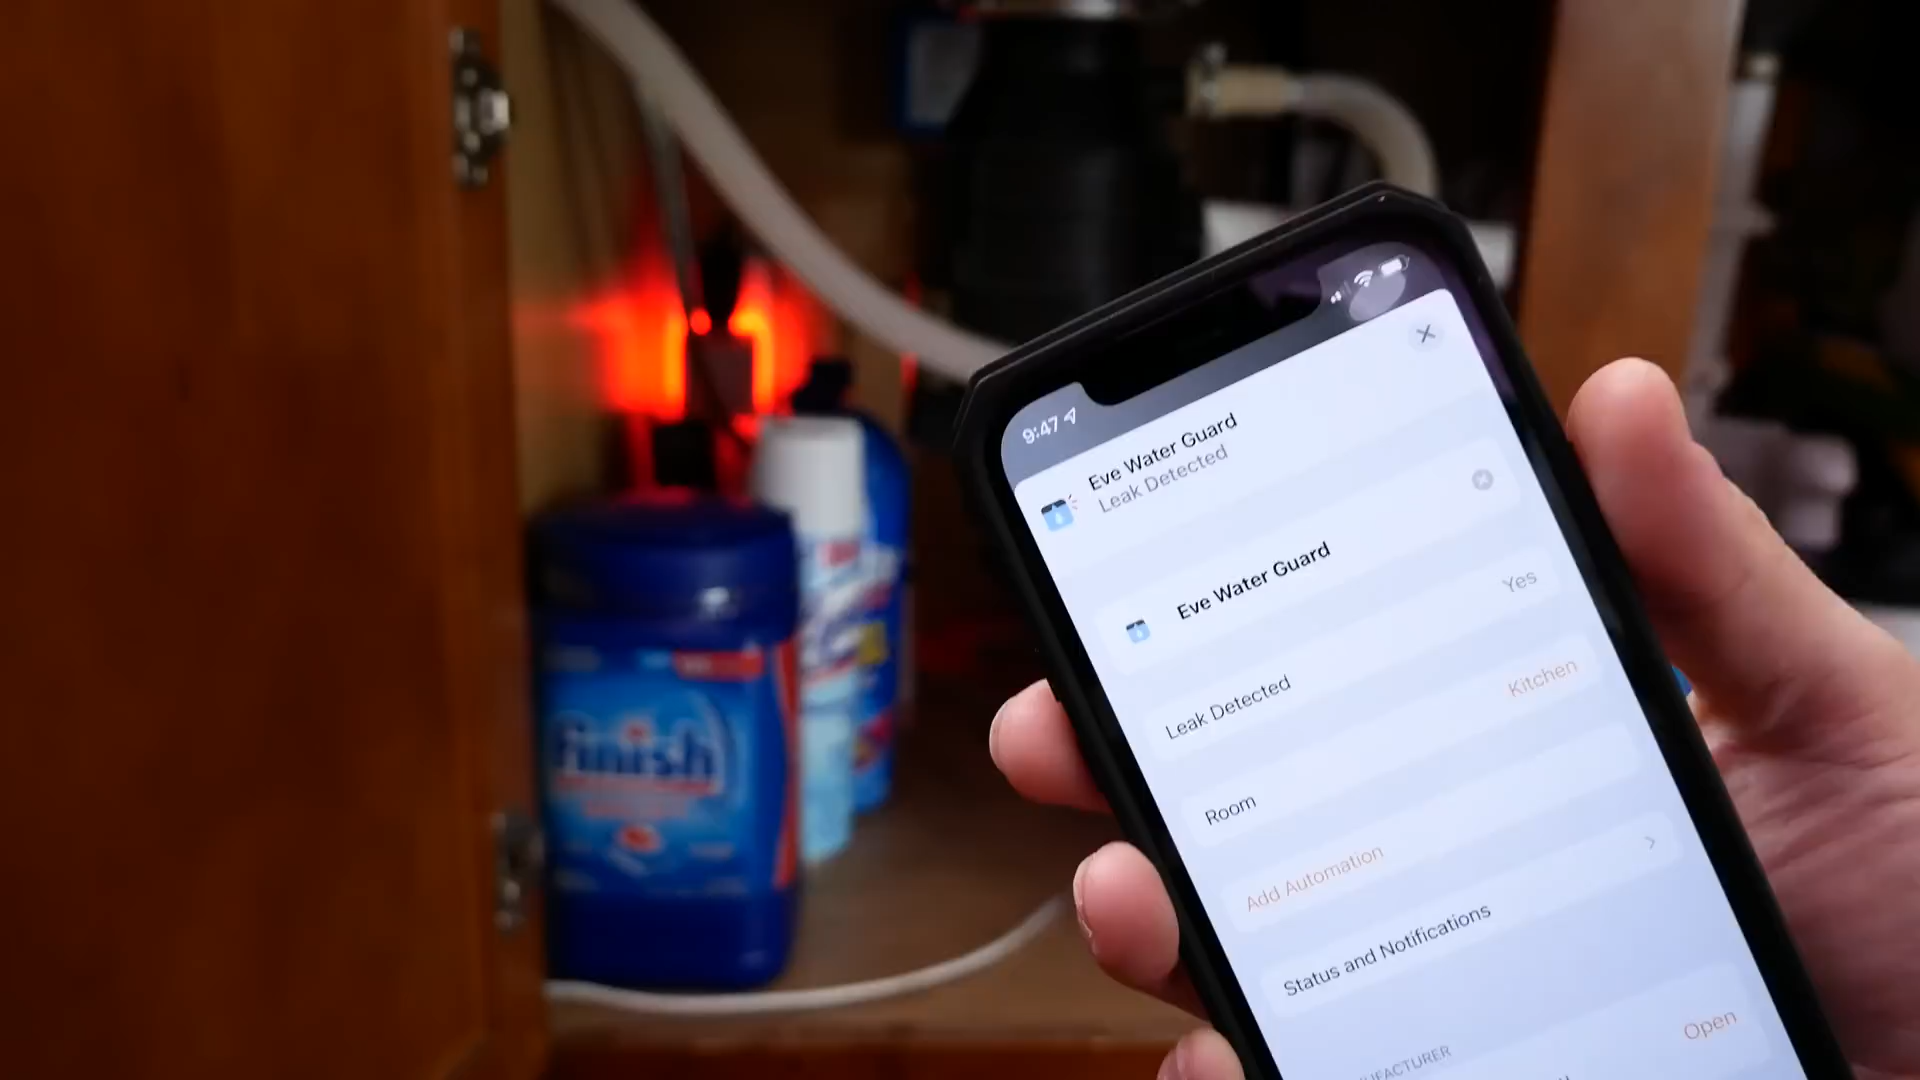 9:47
Eve Water Guard
Leak Detected
Eve Water Guard
Leak Detected Yes
Room Kitchen
Add Automation
Status and Notifications
Open
finish